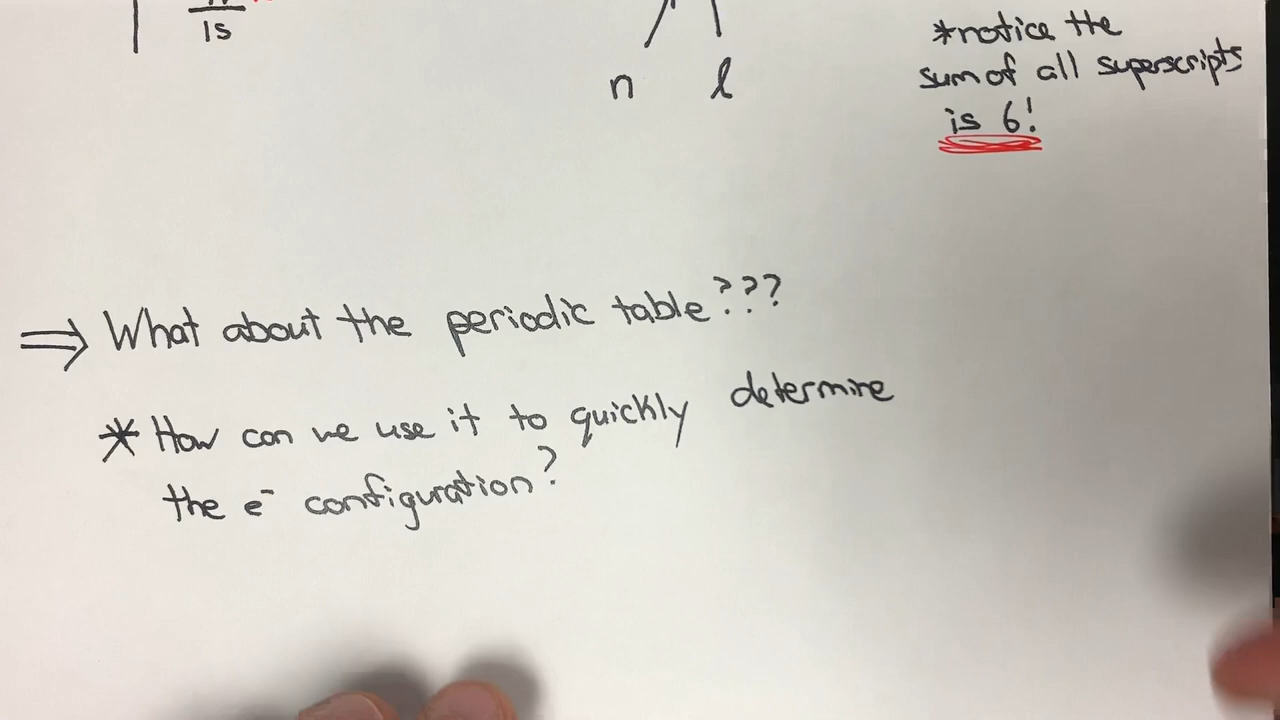 1s
n l
*notice the
sum of all superscripts
is 6!
⇒ What about the periodic table???
* How can we use it to quickly determine
the e⁻ configuration?